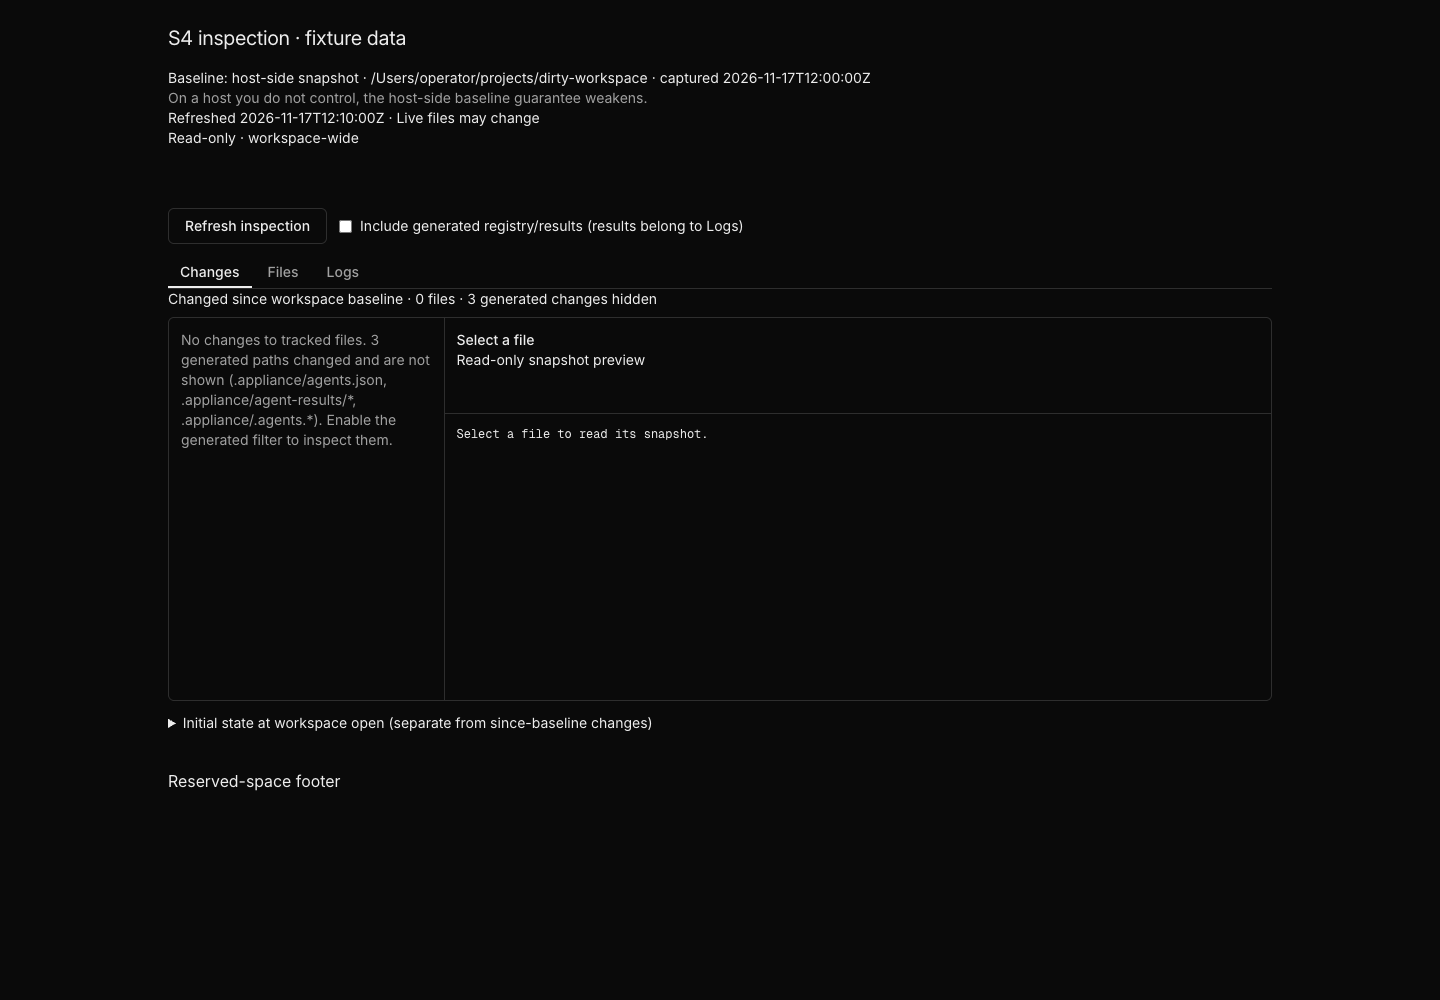 S4 inspection · fixture data
Baseline: host-side snapshot · /Users/operator/projects/dirty-workspace · captured 2026-11-17T12:00:00Z
On a host you do not control, the host-side baseline guarantee weakens.
Refreshed 2026-11-17T12:10:00Z · Live files may change
Read-only · workspace-wide
Refresh inspection
Include generated registry/results (results belong to Logs)
Changes
Files
Logs
Changed since workspace baseline · 0 files · 3 generated changes hidden
No changes to tracked files. 3
generated paths changed and are not
shown (.appliance/agents.json,
.appliance/agent-results/*,
.appliance/.agents.*). Enable the
generated filter to inspect them.
Select a file
Read-only snapshot preview
Select a file to read its snapshot.
Initial state at workspace open (separate from since-baseline changes)
Reserved-space footer